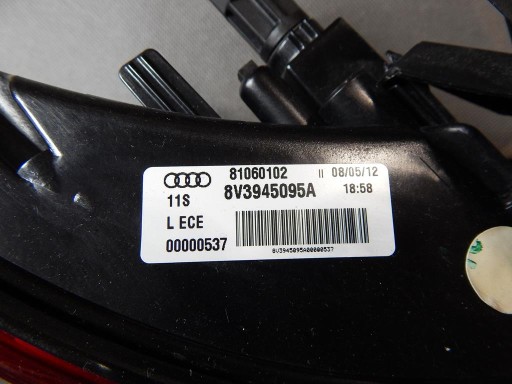 81060102 II 08/05/12
11S 8V3945095A 18:58
L ECE
00000537
8V3945095A00000537